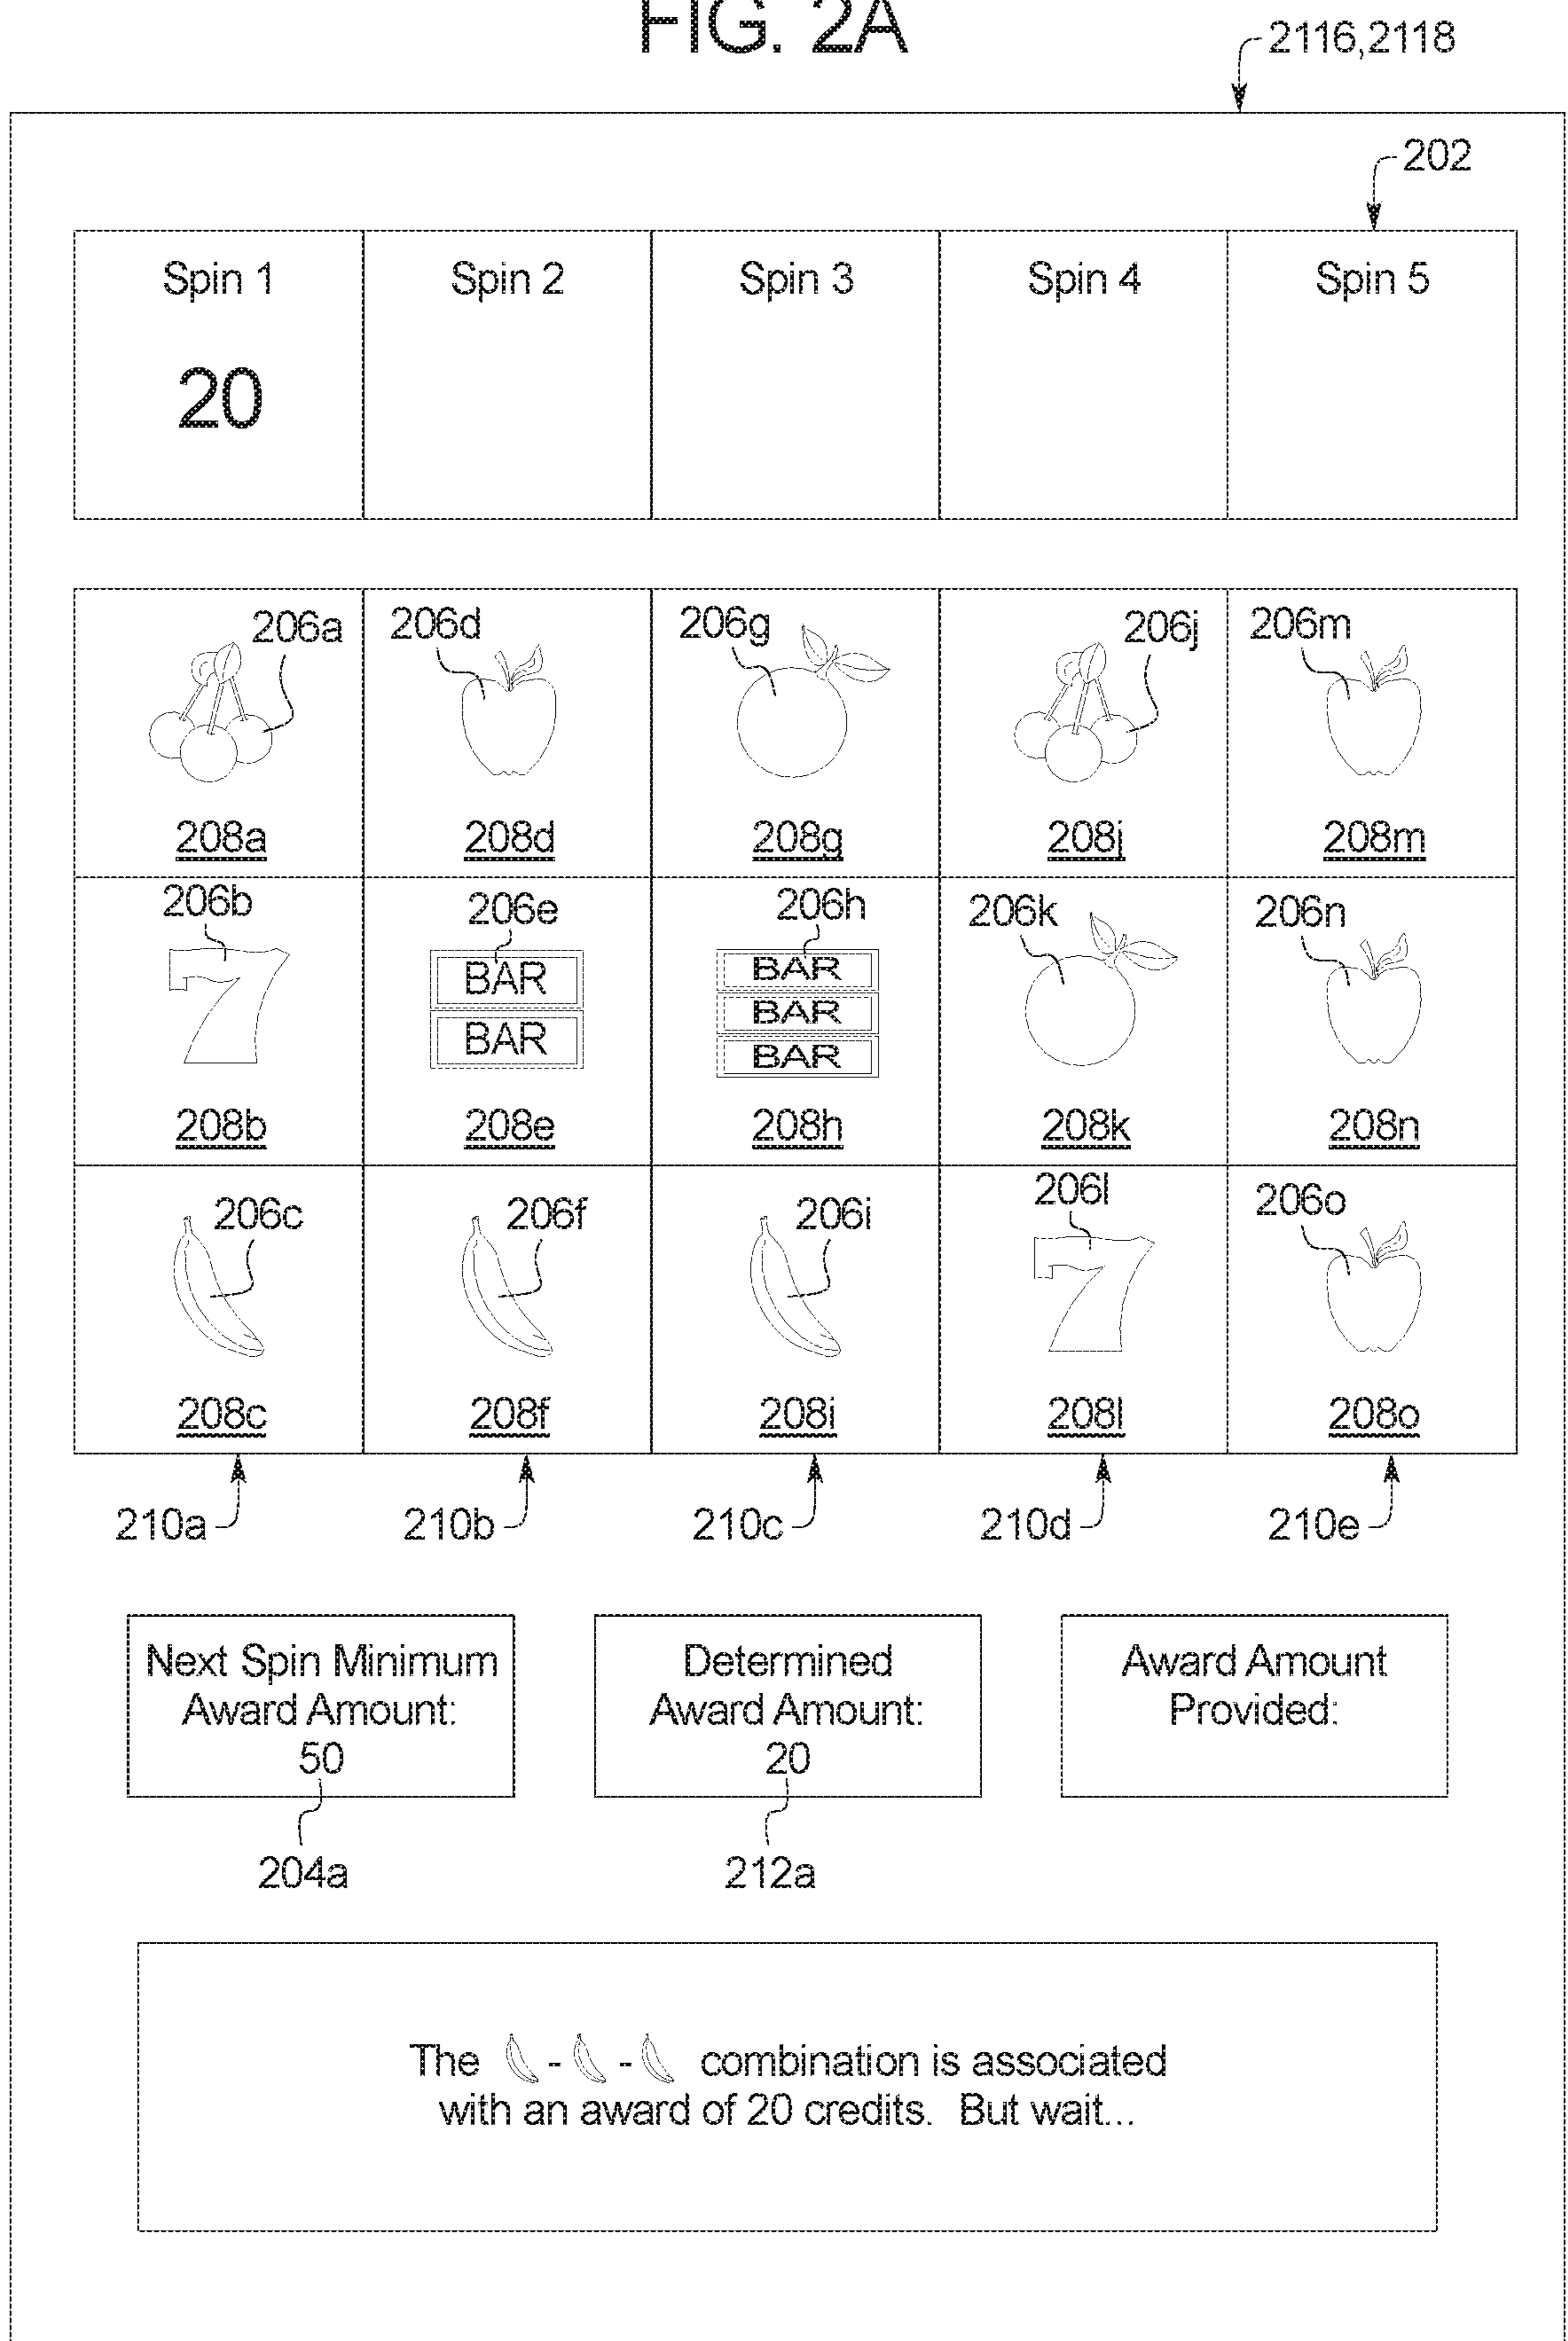 FIG. 2A
2116,2118
202
Spin 1 Spin 2 Spin 3 Spin 4 Spin 5
20
206a 206d 206g 206j 206m
208a 208d 208g 208j 208m
206b 206e 206h 206k 206n
BAR BAR
BAR BAR
BAR
208b 208e 208h 208k 208n
206c 206f 206i 206l 206o
7 7
208c 208f 208i 208l 208o
210a 210b 210c 210d 210e
Next Spin Minimum
Award Amount:
50
Determined
Award Amount:
20
Award Amount
Provided:
204a 212a
The - - combination is associated
with an award of 20 credits. But wait...